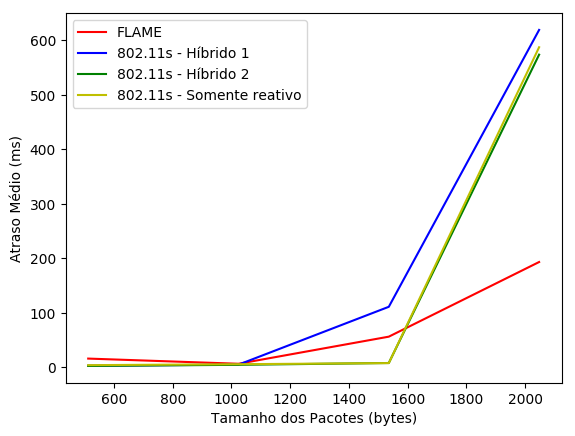 FLAME
802.11s - Híbrido 1
802.11s - Híbrido 2
802.11s - Somente reativo
Atraso Médio (ms)
600
500
400
300
200
100
0
600 800 1000 1200 1400 1600 1800 2000
Tamanho dos Pacotes (bytes)